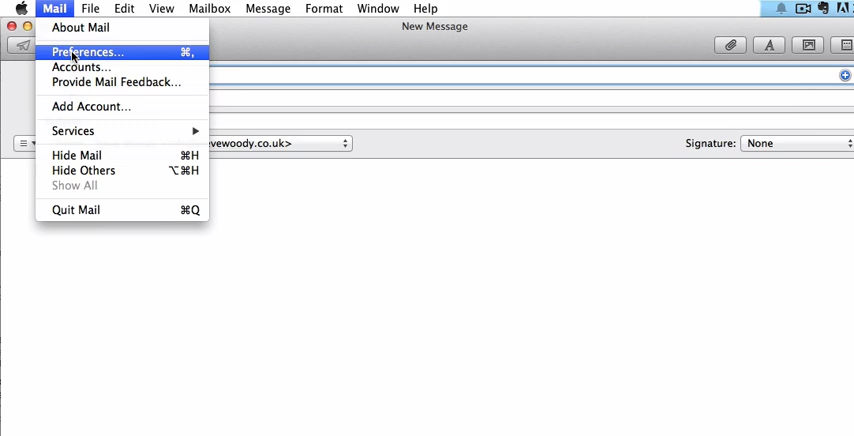 Mail File Edit View Mailbox Message Format Window Help
New Message
About Mail
Preferences... ⌘,
Accounts...
Provide Mail Feedback...
Add Account...
Services
evewoody.co.uk>
Signature: None
Hide Mail ⌘H
Hide Others ⌥⌘H
Show All
Quit Mail ⌘Q